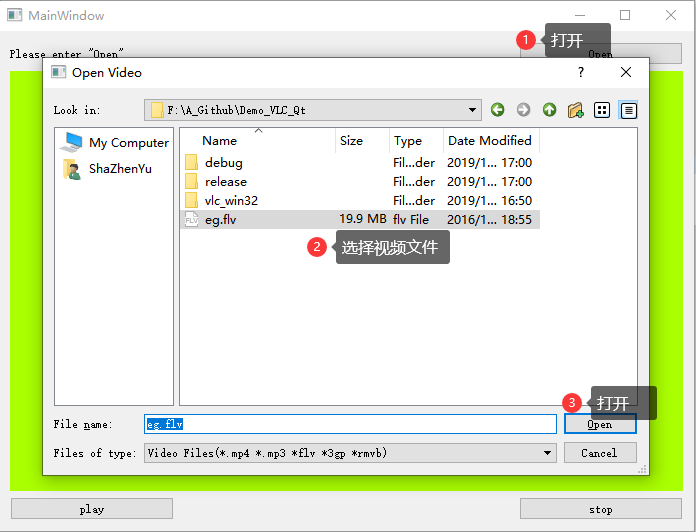 MainWindow
Please enter "Open"
Open
1 打开
Open Video
?
Look in: F:\A_Github\Demo_VLC_Qt
My Computer
ShaZhenYu
Name Size Type Date Modified
debug Fil...der 2019/1... 17:00
release Fil...der 2019/1... 17:00
vlc_win32 Fil...der 2019/1... 16:50
FLV eg.flv 19.9 MB flv File 2016/1... 18:55
2 选择视频文件
3 打开
File name: eg.flv Open
Files of type: Video Files(*.mp4 *.mp3 *flv *3gp *rmvb) Cancel
play stop